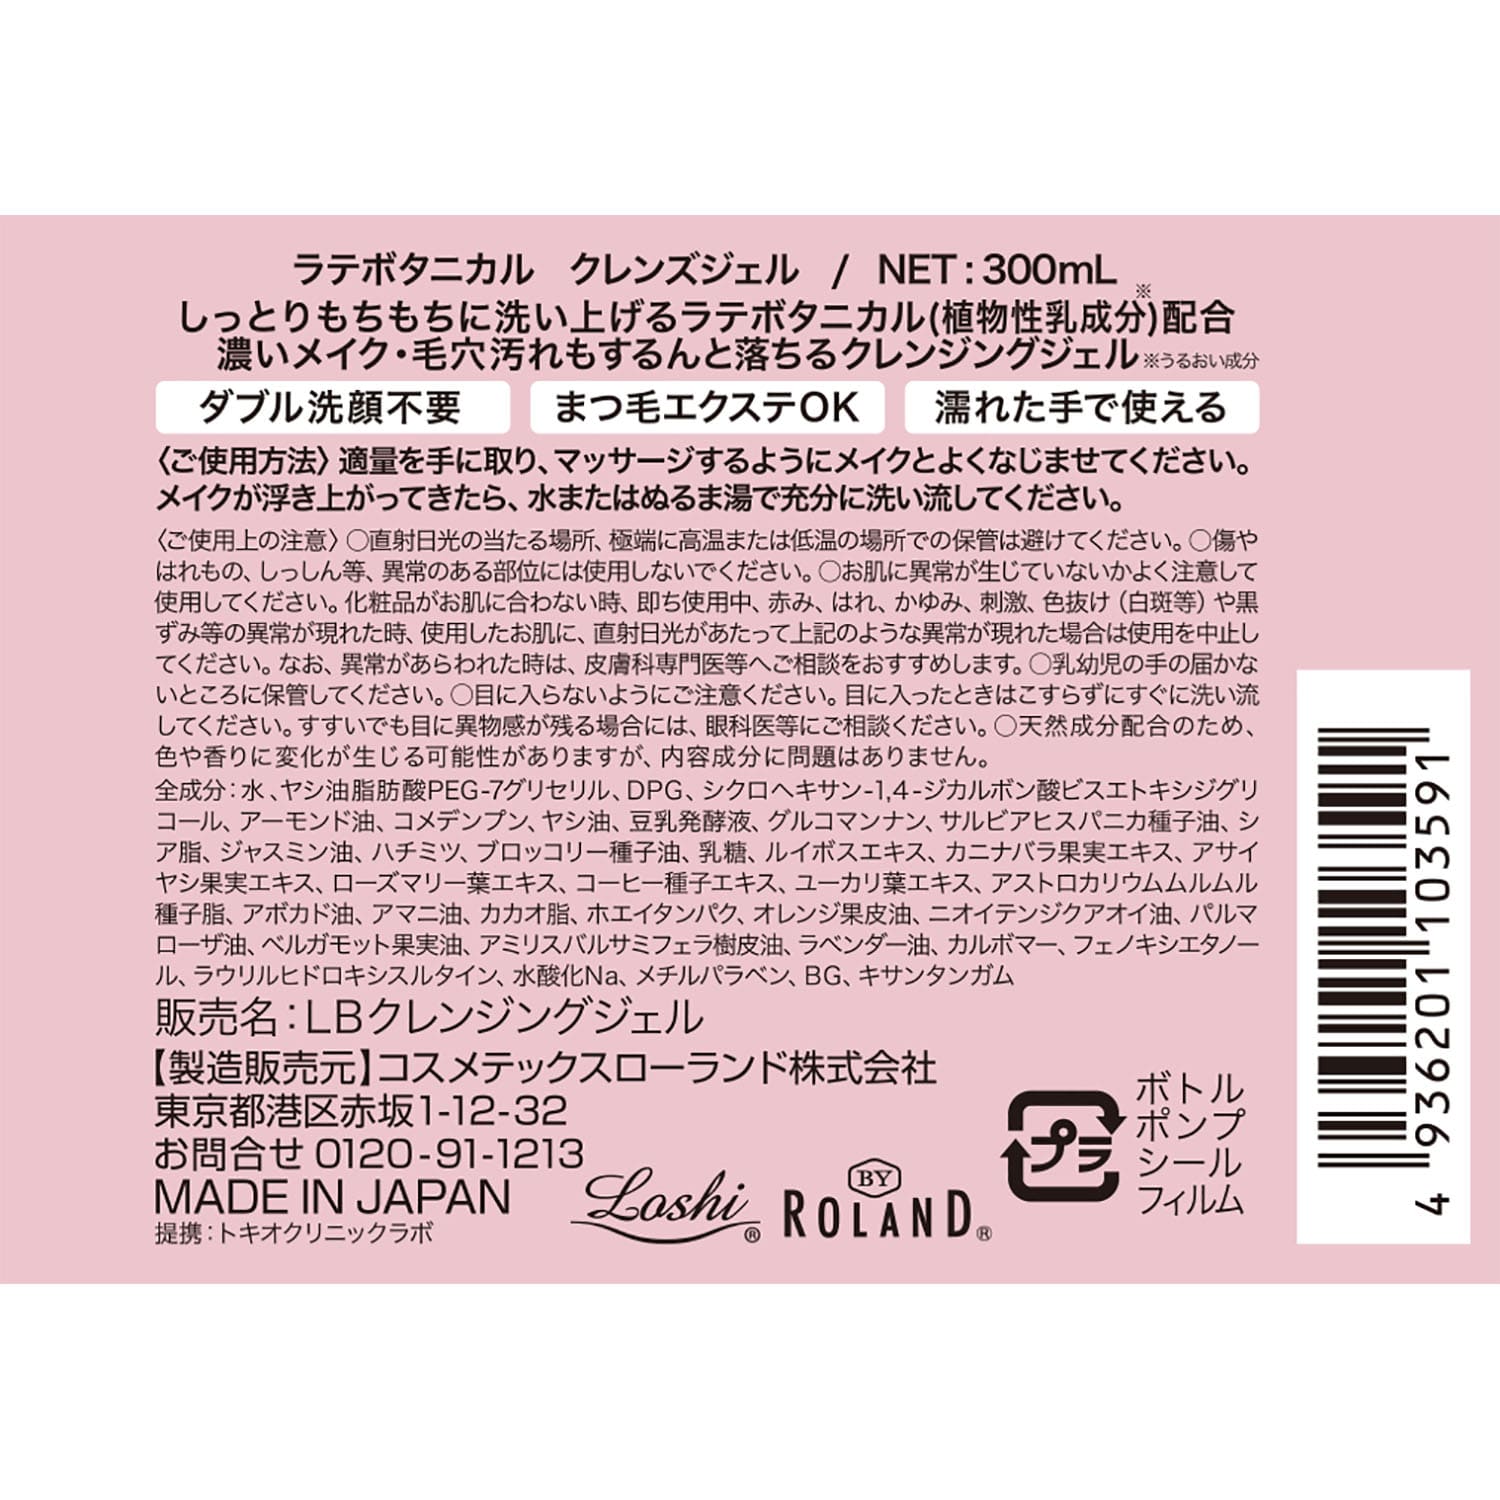 ラテボタニカル　クレンズジェル　/　NET：300mL
しっとりもちもちに洗い上げるラテボタニカル(植物性乳成分)※配合
濃いメイク・毛穴汚れもするんと落ちるクレンジングジェル ※うるおい成分
ダブル洗顔不要　まつ毛エクステOK　濡れた手で使える
〈ご使用方法〉適量を手に取り、マッサージするようにメイクとよくなじませてください。
メイクが浮き上がってきたら、水またはぬるま湯で充分に洗い流してください。
〈ご使用上の注意〉○直射日光の当たる場所、極端に高温または低温の場所での保管は避けてください。○傷や
はれもの、しっしん等、異常のある部位には使用しないでください。○お肌に異常が生じていないかよく注意して
使用してください。化粧品がお肌に合わない時、即ち使用中、赤み、はれ、かゆみ、刺激、色抜け（白斑等）や黒
ずみ等の異常が現れた時、使用したお肌に、直射日光があたって上記のような異常が現れた場合は使用を中止し
てください。なお、異常があらわれた時は、皮膚科専門医等へご相談をおすすめします。○乳幼児の手の届かな
いところに保管してください。○目に入らないようにご注意ください。目に入ったときはこすらずにすぐに洗い流
してください。すすいでも目に異物感が残る場合には、眼科医等にご相談ください。○天然成分配合のため、
色や香りに変化が生じる可能性がありますが、内容成分に問題はありません。
全成分：水、ヤシ油脂肪酸PEG-7グリセリル、DPG、シクロヘキサン-1,4-ジカルボン酸ビスエトキシジグリ
コール、アーモンド油、コメデンプン、ヤシ油、豆乳発酵液、グルコマンナン、サルビアヒスパニカ種子油、シ
ア脂、ジャスミン油、ハチミツ、ブロッコリー種子油、乳糖、ルイボスエキス、カニナバラ果実エキス、アサイ
ヤシ果実エキス、ローズマリー葉エキス、コーヒー種子エキス、ユーカリ葉エキス、アストロカリウムムルムル
種子脂、アボカド油、アマニ油、カカオ脂、ホエイタンパク、オレンジ果皮油、ニオイテンジクアオイ油、パルマ
ローザ油、ベルガモット果実油、アミリスバルサミフェラ樹皮油、ラベンダー油、カルボマー、フェノキシエタノー
ル、ラウリルヒドロキシスルタイン、水酸化Na、メチルパラベン、BG、キサンタンガム
販売名：LBクレンジングジェル
【製造販売元】コスメテックスローランド株式会社
東京都港区赤坂1-12-32
お問合せ 0120-91-1213
MADE IN JAPAN
提携：トキオクリニックラボ
Loshi®
BY
ROLAND®
プラ
ボトル
ポンプ
シール
フィルム
4 936201 103591